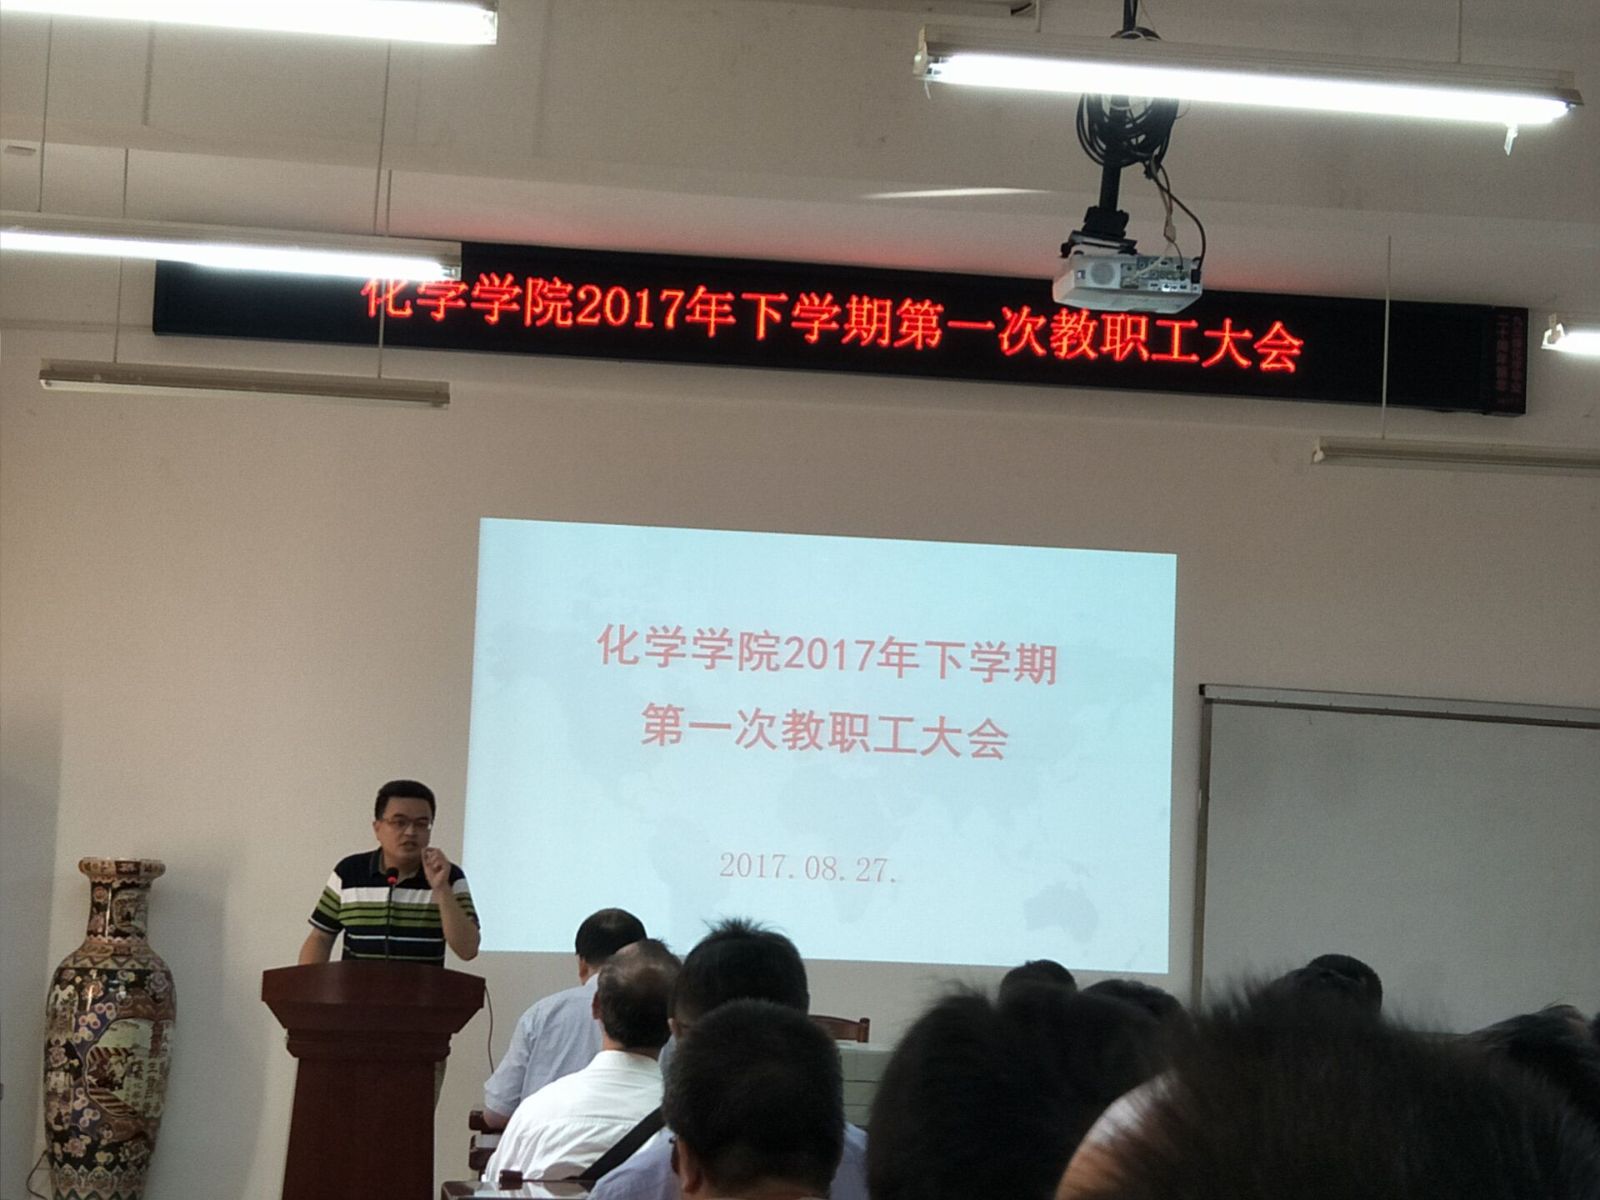 化学学院2017年下学期第一次教职工大会
化学学院2017年下学期
第一次教职工大会
2017.08.27.